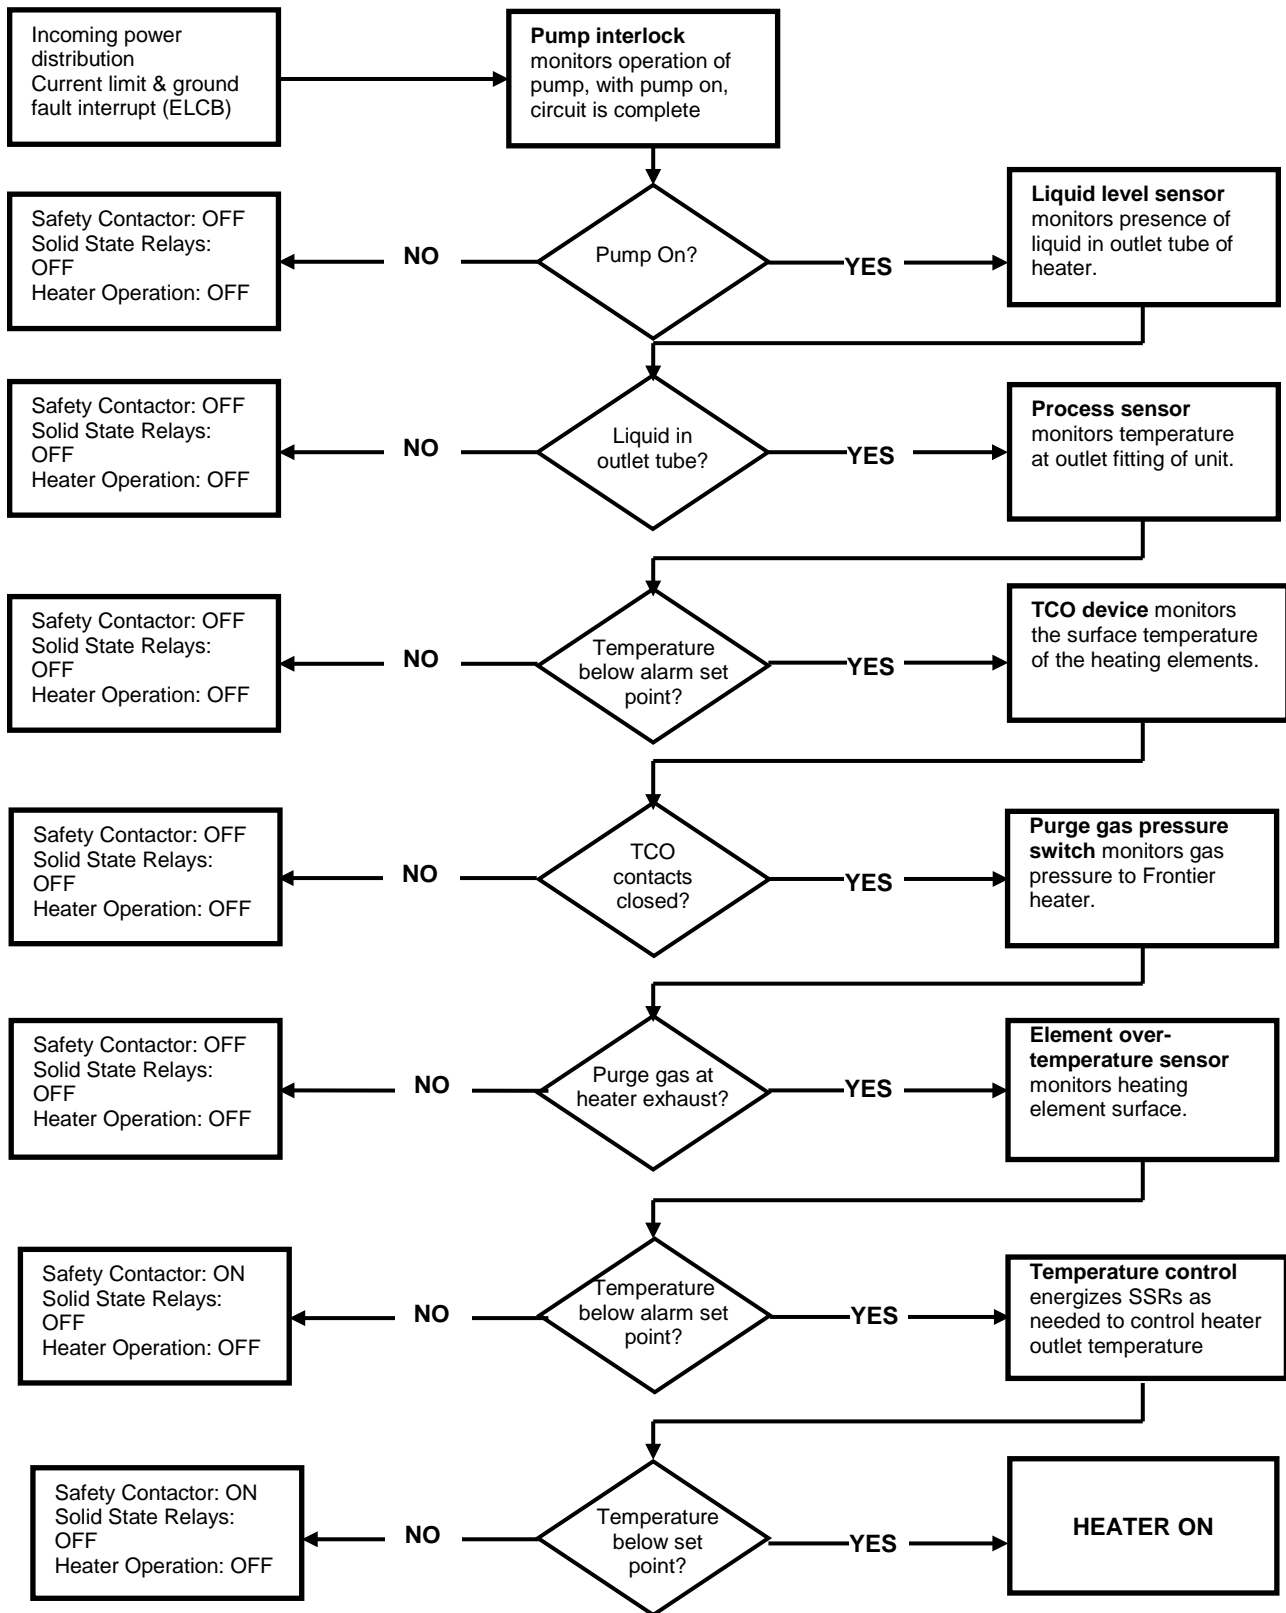 Incoming power
distribution
Current limit & ground
fault interrupt (ELCB)
Pump interlock
monitors operation of
pump, with pump on,
circuit is complete
Safety Contactor: OFF
Solid State Relays:
OFF
Heater Operation: OFF
NO
Pump On?
YES
Liquid level sensor
monitors presence of
liquid in outlet tube of
heater.
Safety Contactor: OFF
Solid State Relays:
OFF
Heater Operation: OFF
NO
Liquid in
outlet tube?
YES
Process sensor
monitors temperature
at outlet fitting of unit.
Safety Contactor: OFF
Solid State Relays:
OFF
Heater Operation: OFF
NO
Temperature
below alarm set
point?
YES
TCO device monitors
the surface temperature
of the heating elements.
Safety Contactor: OFF
Solid State Relays:
OFF
Heater Operation: OFF
NO
TCO
contacts
closed?
YES
Purge gas pressure
switch monitors gas
pressure to Frontier
heater.
Safety Contactor: OFF
Solid State Relays:
OFF
Heater Operation: OFF
NO
Purge gas at
heater exhaust?
YES
Element over-
temperature sensor
monitors heating
element surface.
Safety Contactor: ON
Solid State Relays:
OFF
Heater Operation: OFF
NO
Temperature
below alarm set
point?
YES
Temperature control
energizes SSRs as
needed to control heater
outlet temperature
Safety Contactor: ON
Solid State Relays:
OFF
Heater Operation: OFF
NO
Temperature
below set
point?
YES
HEATER ON